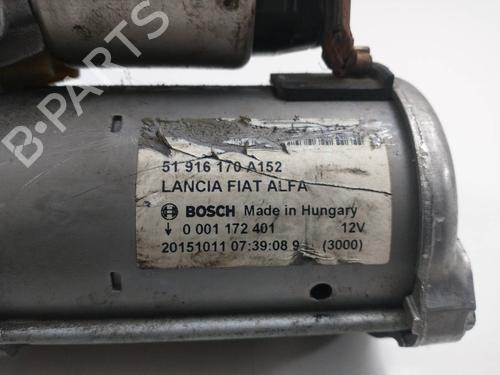 B-PARTS
51 916 170 A152
LANCIA FIAT ALFA
BOSCH Made in Hungary
0 001 172 401 12V
20151011 07:39:08 9 (3000)